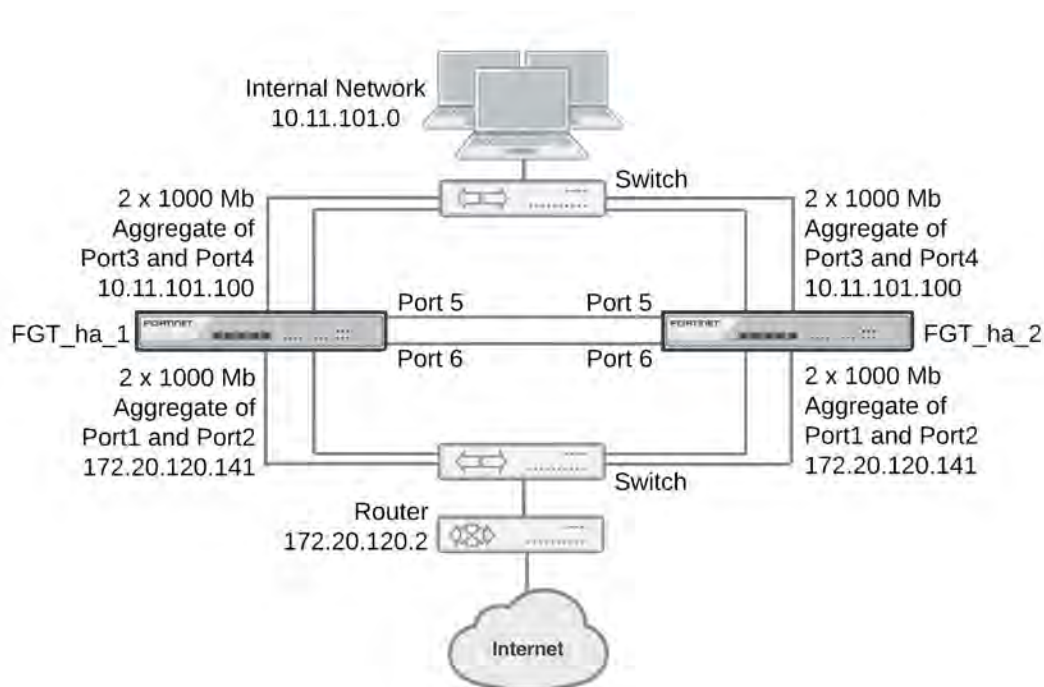 Internal Network
10.11.101.0
Switch
2 x 1000 Mb
Aggregate of
Port3 and Port4
10.11.101.100
2 x 1000 Mb
Aggregate of
Port3 and Port4
10.11.101.100
Port 5
Port 5
FORTINET
FORTINET
FGT_ha_1
FGT_ha_2
Port 6
Port 6
2 x 1000 Mb
Aggregate of
Port1 and Port2
172.20.120.141
2 x 1000 Mb
Aggregate of
Port1 and Port2
172.20.120.141
Switch
Router
172.20.120.2
Internet